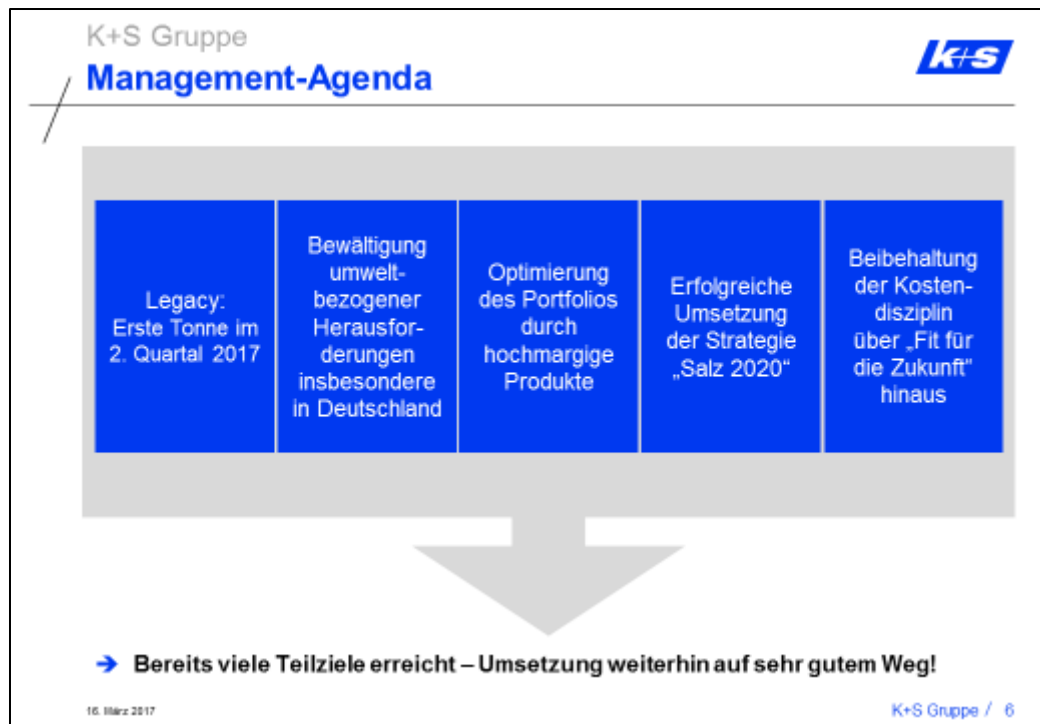 K+S Gruppe
Management-Agenda
k+s
Legacy:
Erste Tonne im
2. Quartal 2017
Bewältigung
umwelt-
bezogener
Herausfor-
derungen
insbesondere
in Deutschland
Optimierung
des Portfolios
durch
hochmargige
Produkte
Erfolgreiche
Umsetzung
der Strategie
„Salz 2020“
Beibehaltung
der Kosten-
disziplin
über „Fit für
die Zukunft“
hinaus
➔ Bereits viele Teilziele erreicht – Umsetzung weiterhin auf sehr gutem Weg!
16. März 2017
K+S Gruppe / 6